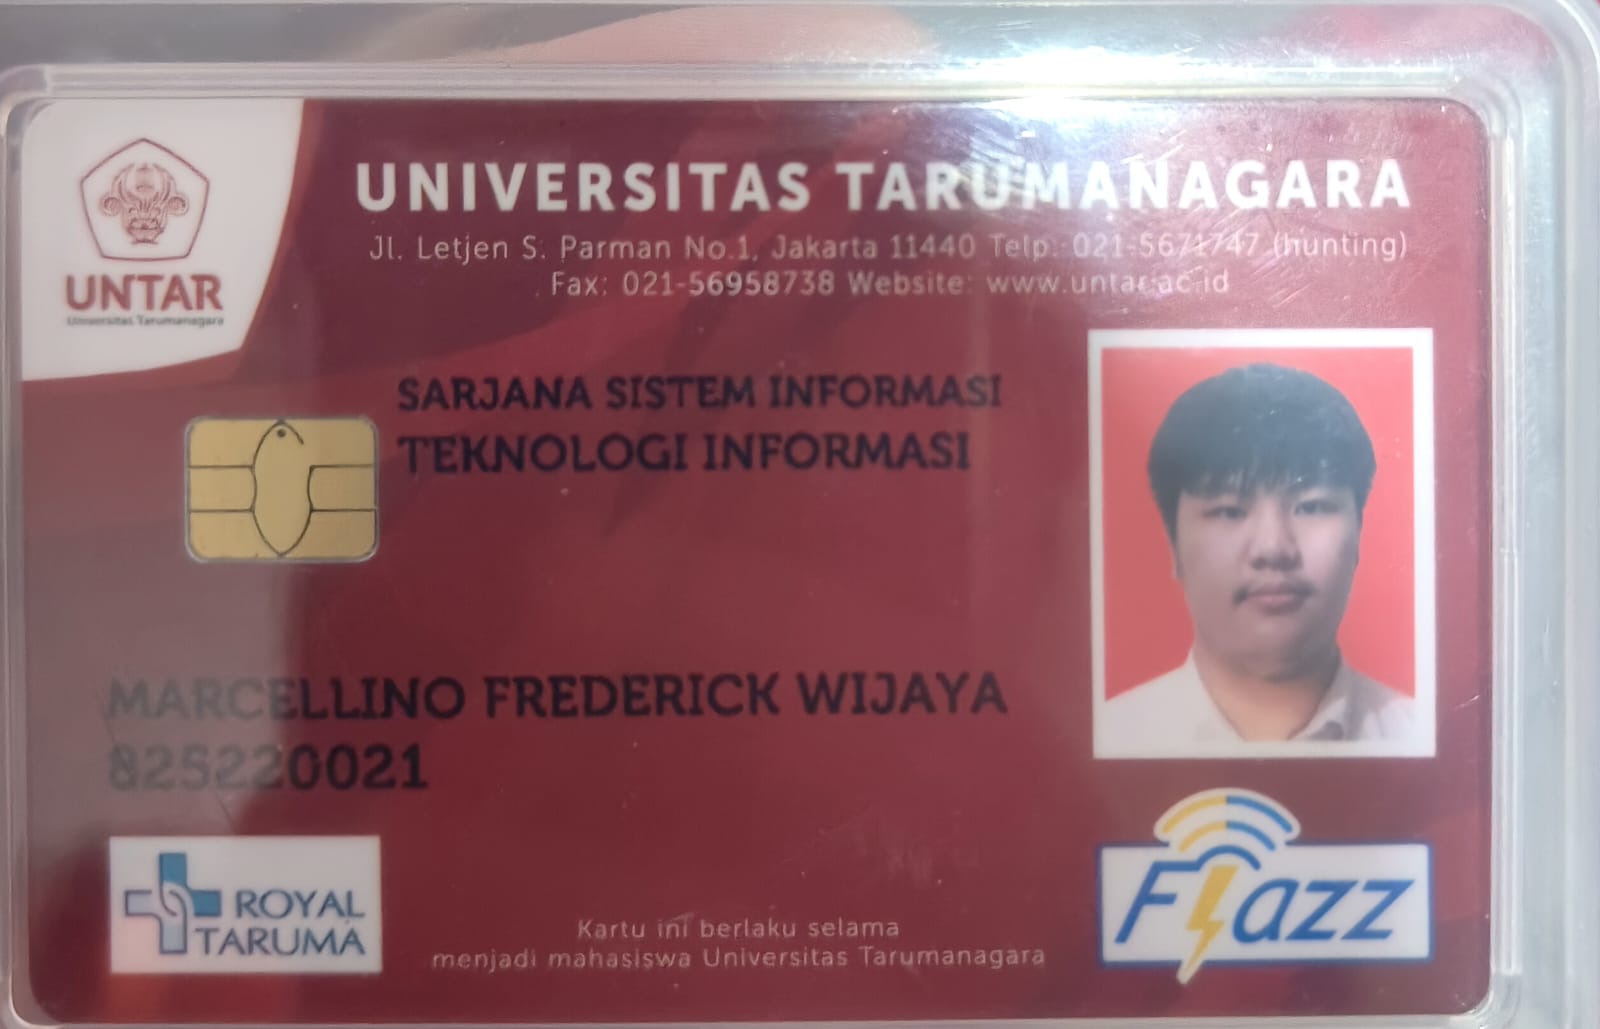 UNIVERSITAS TARUMANAGARA
Jl. Letjen S. Parman No.1, Jakarta 11440 Telp. 021-5671747 (hunting)
Fax: 021-56958738 Website: www.untar.ac.id
UNTAR
Universitas Tarumanagara
SARJANA SISTEM INFORMASI
TEKNOLOGI INFORMASI
MARCELLINO FREDERICK WIJAYA
825220021
ROYAL
TARUMA
Kartu ini berlaku selama
menjadi mahasiswa Universitas Tarumanagara
Flazz